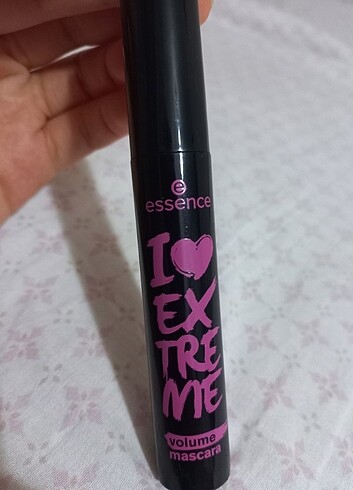 e
essence
I♥
EX
TRE
ME
volume
mascara